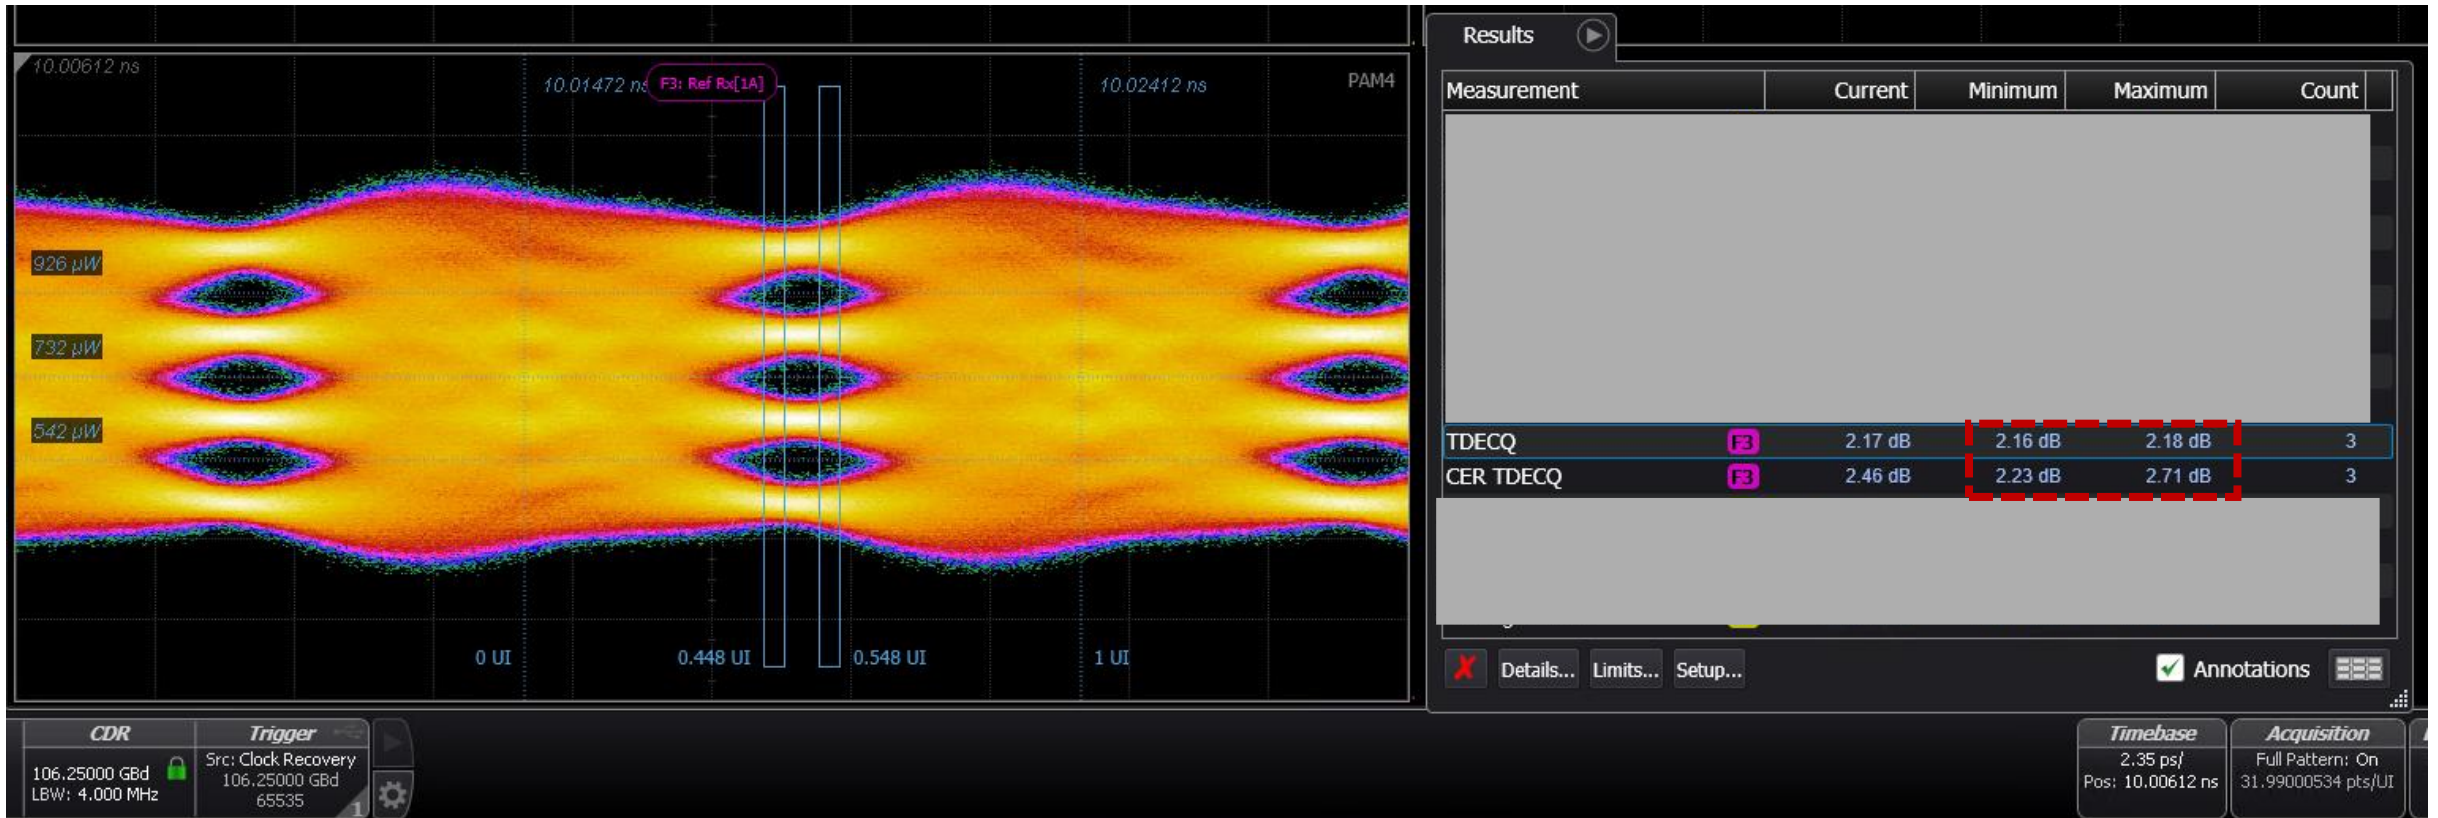 Results
10.00612 ns
10.01472 ns
F3: Ref Rx[1A]
10.02412 ns
PAM4
Measurement Current Minimum Maximum Count
926 µW
732 µW
542 µW
TDECQ F3 2.17 dB 2.16 dB 2.18 dB 3
CER TDECQ F3 2.46 dB 2.23 dB 2.71 dB 3
0 UI 0.448 UI 0.548 UI 1 UI
Details... Limits... Setup... Annotations
CDR
106.25000 GBd
LBW: 4.000 MHz
Trigger
Src: Clock Recovery
106.25000 GBd
65535
1
Timebase
2.35 ps/
Pos: 10.00612 ns
Acquisition
Full Pattern: On
31.99000534 pts/UI